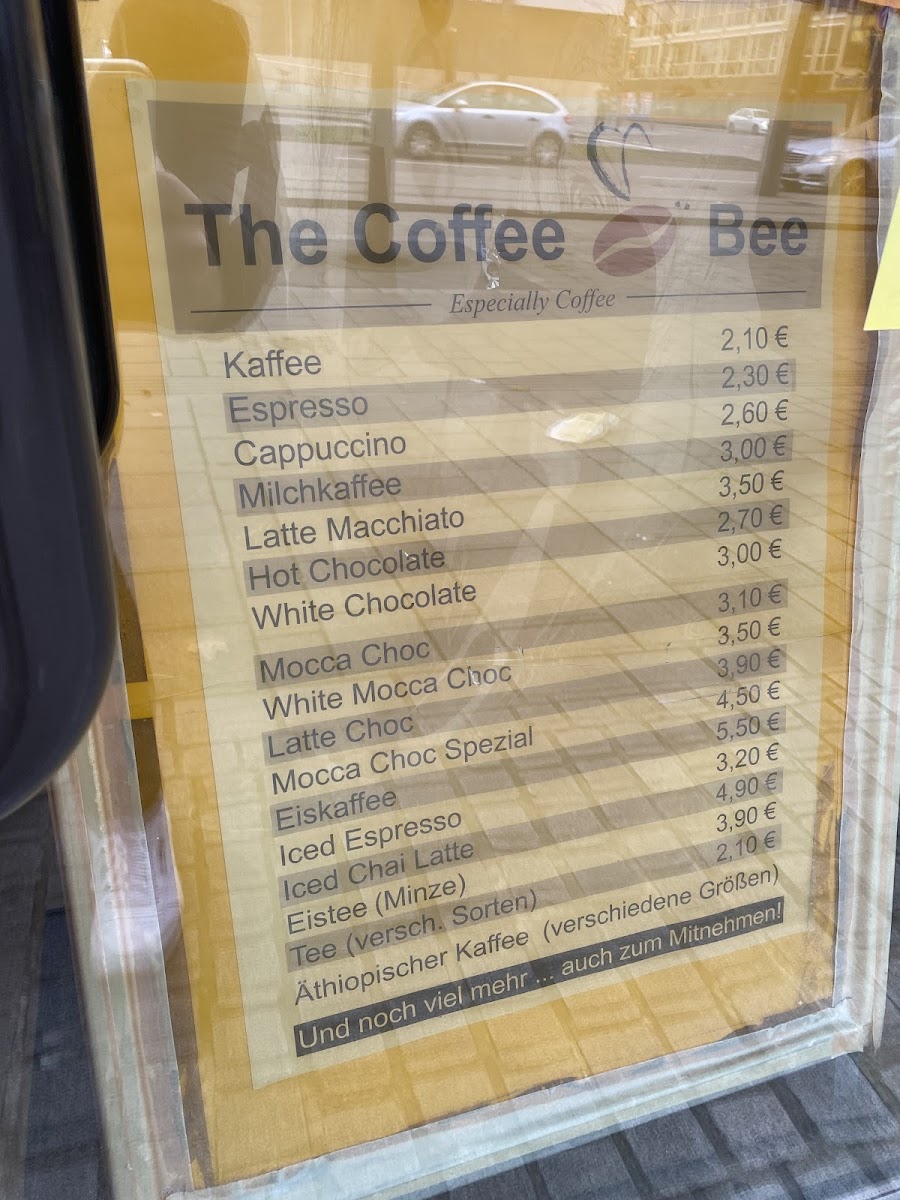 The Coffee Bee
Especially Coffee
Kaffee 2,10 €
Espresso 2,30 €
Cappuccino 2,60 €
Milchkaffee 3,00 €
Latte Macchiato 3,50 €
Hot Chocolate 2,70 €
White Chocolate 3,00 €
Mocca Choc 3,10 €
White Mocca Choc 3,50 €
Latte Choc 3,90 €
Mocca Choc Spezial 4,50 €
Eiskaffee 5,50 €
Iced Espresso 3,20 €
Iced Chai Latte 4,90 €
Eistee (Minze) 3,90 €
Tee (versch. Sorten) 2,10 €
Äthiopischer Kaffee (verschiedene Größen)
Und noch viel mehr ... auch zum Mitnehmen!